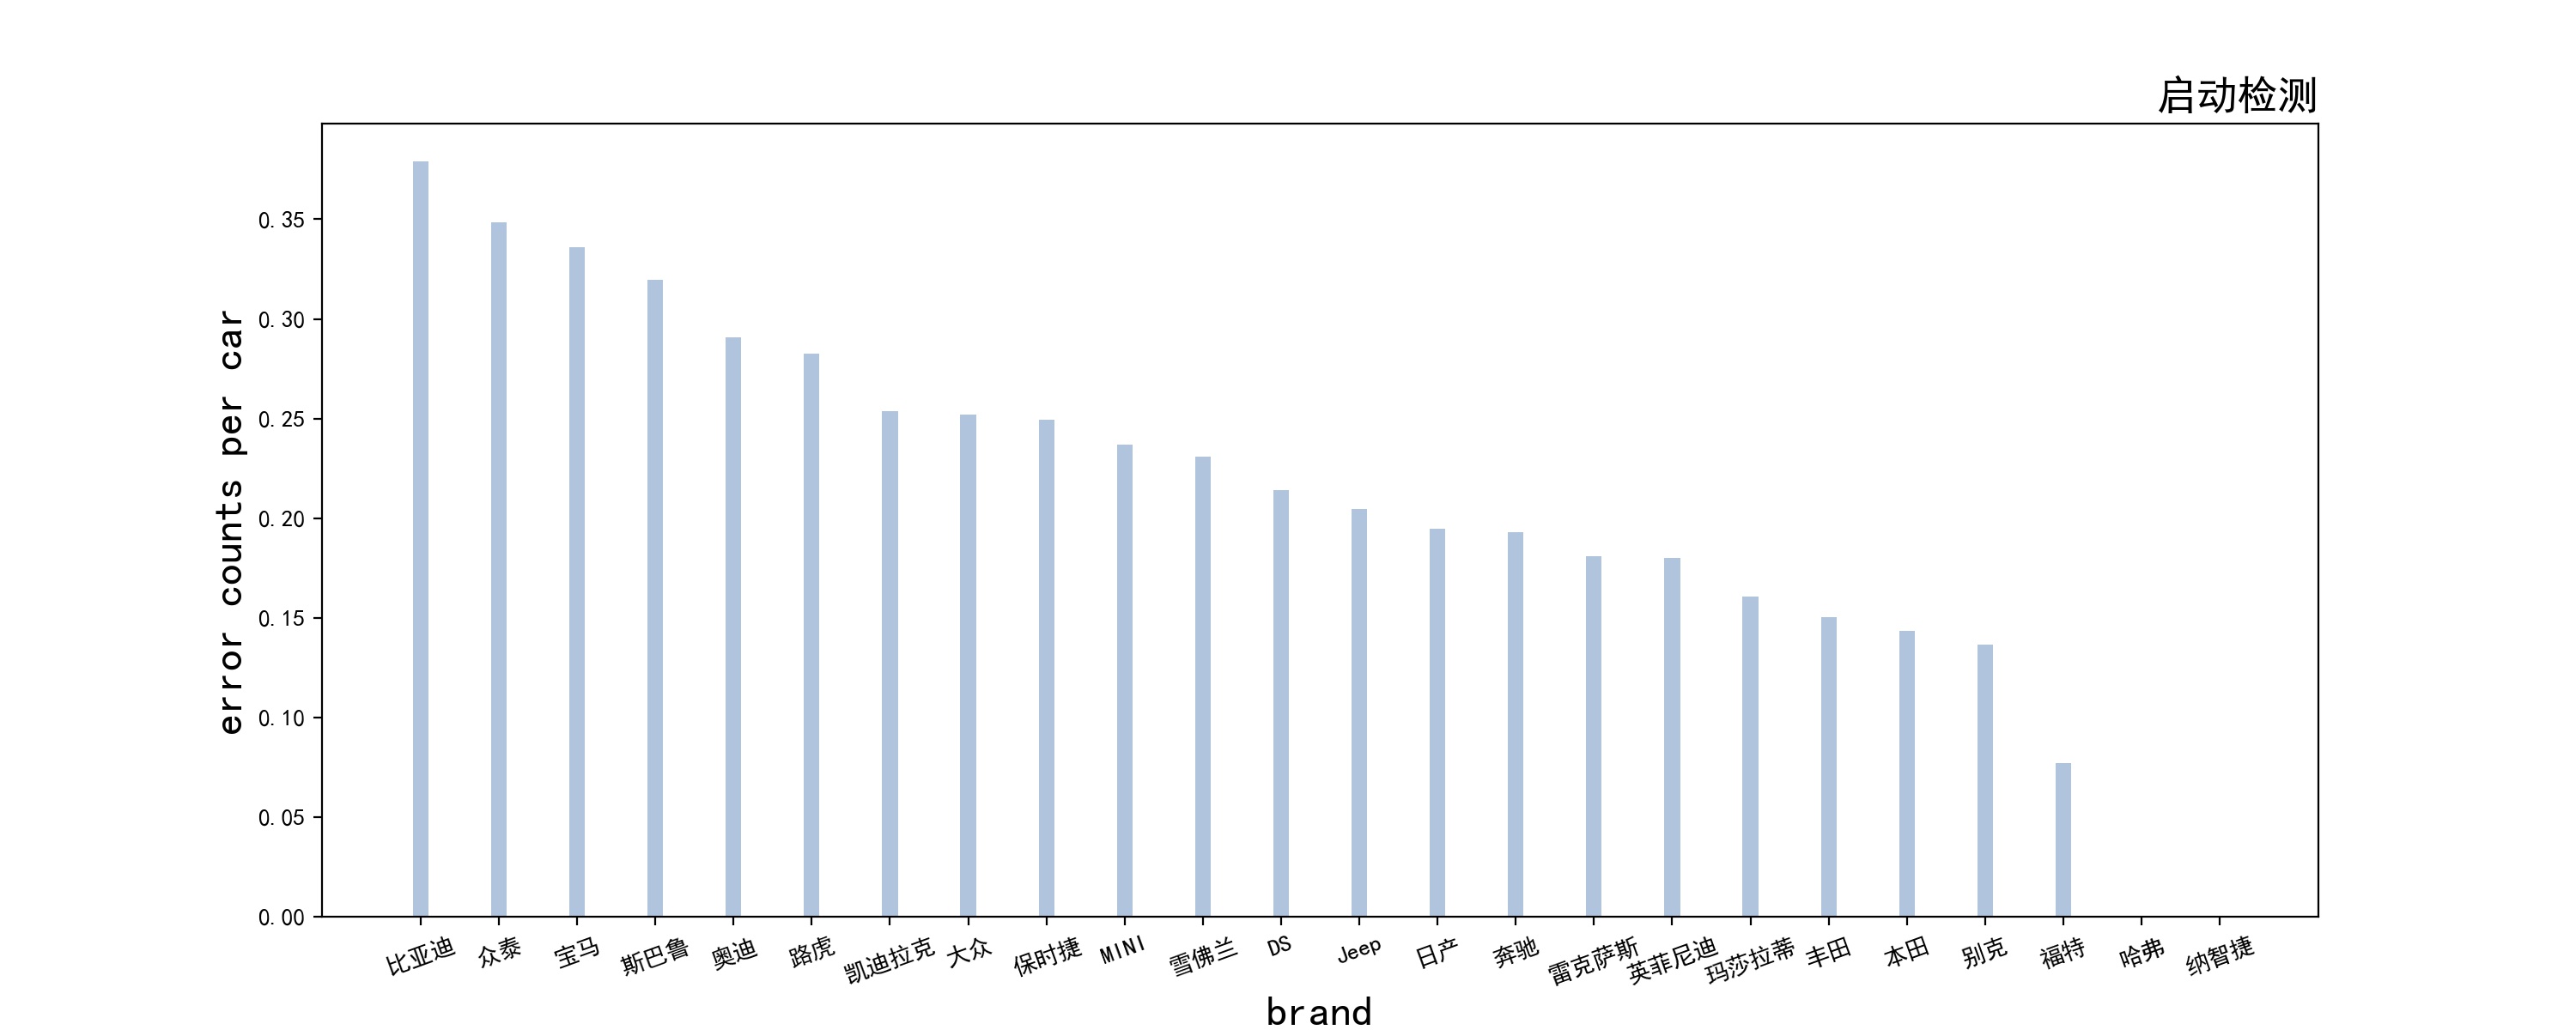 启动检测
error counts per car
0.35
0.30
0.25
0.20
0.15
0.10
0.05
0.00
比亚迪 众泰 宝马 斯巴鲁 奥迪 路虎 凯迪拉克 大众 保时捷 MINI 雪佛兰 DS Jeep 日产 奔驰 雷克萨斯 英菲尼迪 玛莎拉蒂 丰田 本田 别克 福特 哈弗 纳智捷
brand